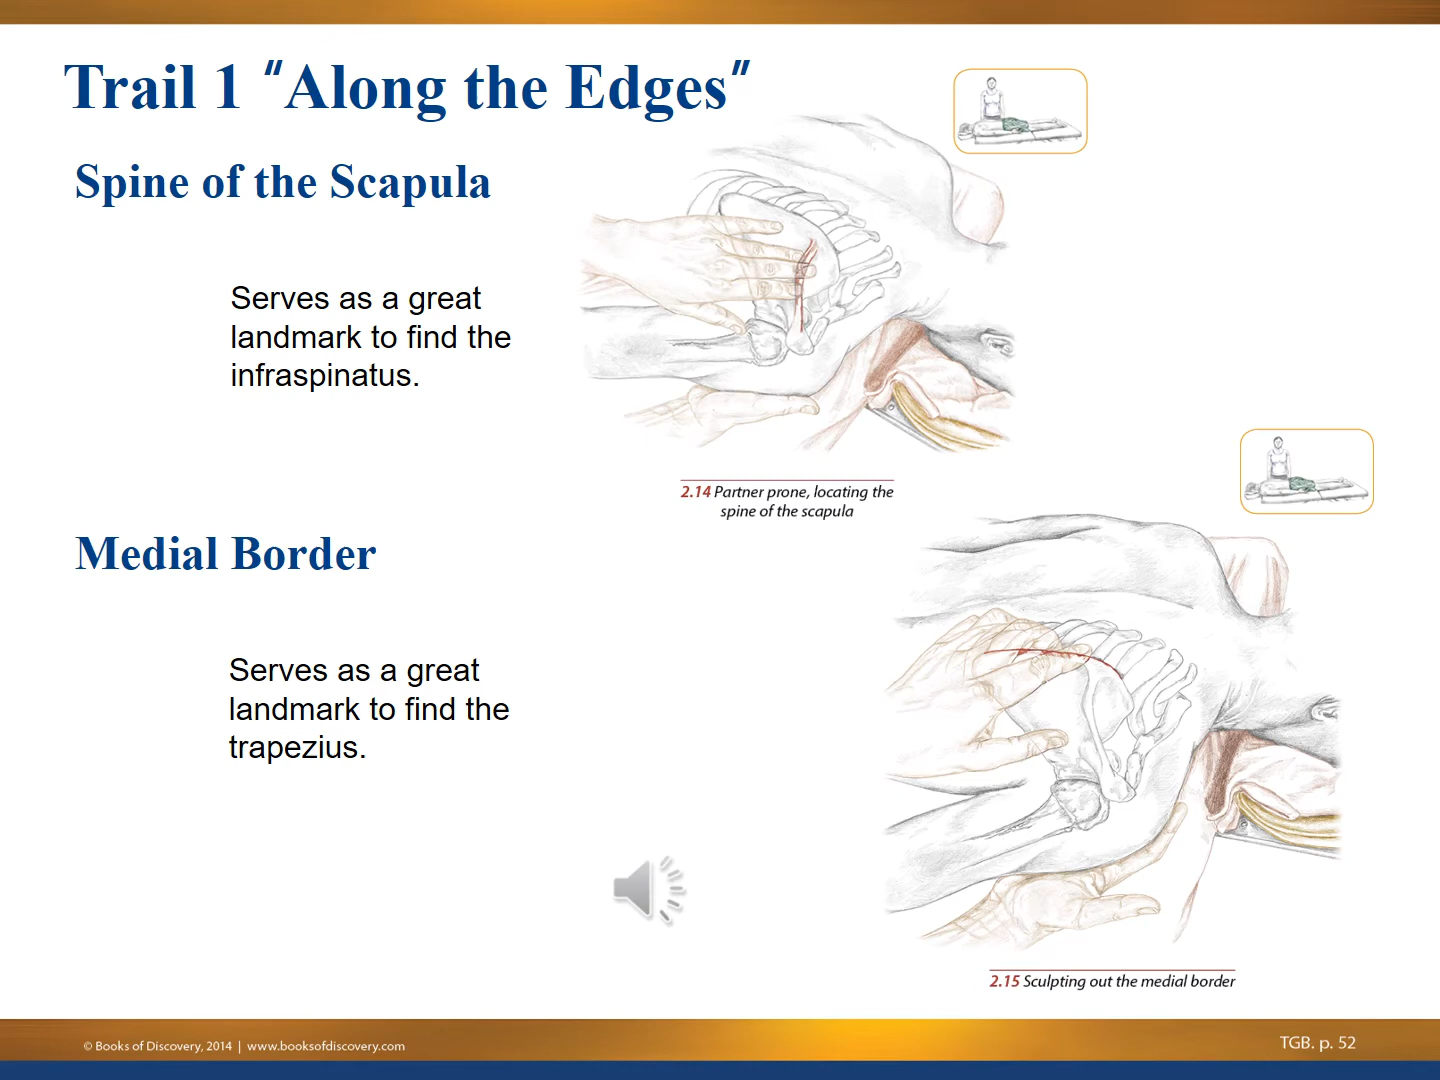 Trail 1 "Along the Edges"
Spine of the Scapula
Serves as a great
landmark to find the
infraspinatus.
2.14 Partner prone, locating the
spine of the scapula
Medial Border
Serves as a great
landmark to find the
trapezius.
2.15 Sculpting out the medial border
© Books of Discovery, 2014 | www.booksofdiscovery.com
TGB. p. 52